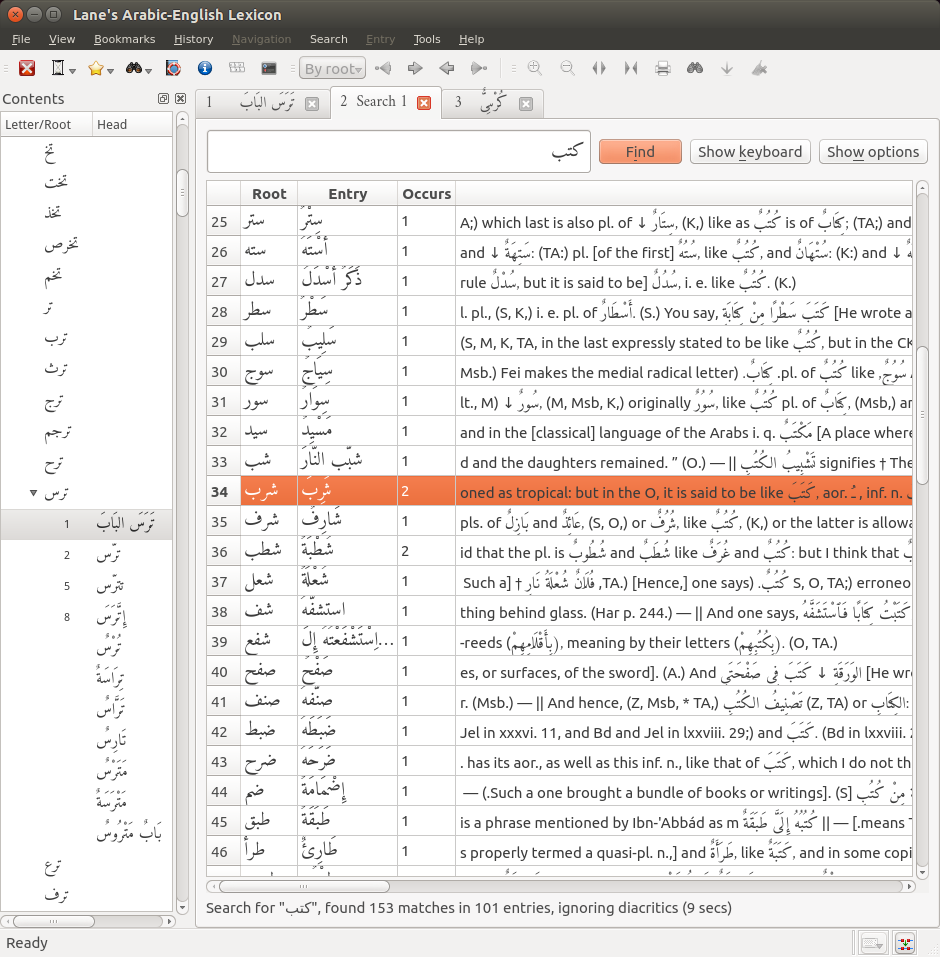 Lane's Arabic-English Lexicon
File View Bookmarks History Navigation Search Entry Tools Help
By root
Contents
1 تَرَسَ البَابَ
2 Search 1
3 كُرْسِىٌّ
Letter/Root Head
تخ
تخت
تخذ
تخرص
تخم
تر
ترب
ترث
ترج
ترجم
ترح
ترس
1 تَرَسَ البَابَ
2 ترّس
5 تترّس
8 إِتَّرَسَ
تُرْسٌ
تِرَاسَةٌ
تَرَّاسٌ
تَارِسٌ
مَتَرْسٌ
مَتْرَسَةٌ
بَابٌ مَتْرُوسٌ
ترع
ترف
كتب
Find Show keyboard Show options
Root Entry Occurs
25 ستر سِتْرٌ 1 A;) which last is also pl. of ↓ سِتَارٌ, (K,) like as كُتُبٌ is of كِتَابٌ; (TA;) and
26 سته أَسْتَهُ 1 and ↓ سَتِهَةٌ: (TA:) pl. [of the first] سُتْهٌ, like كُتُبٌ, and سُتْهَانٌ: (K:) and ↓
27 سدل ذَكَرٌ أَسْدَلُ 1 rule سُدْلٌ, but it is said to be] سُدُلٌ, i. e. like كُتُبٌ. (K.)
28 سطر سَطْرٌ 1 l. pl., (S, K,) i. e. pl. of أَسْطَارٌ. (S.) You say, كَتَبَ سَطْرًا مِنْ كِتَابَةٍ [He wrote a
29 سلب سَلِيبٌ 1 (S, M, K, TA, in the last expressly stated to be like كُتُبٌ, but in the CK
30 سوج سِيَاجٌ 1 Msb.) Fei makes the medial radical letter) .كِتَابٌ .pl. of كُتُبٌ like سُوُجٌ,
31 سور سِوَارٌ 1 lt., M) ↓ سُورٌ, (M, Msb, K,) originally سُوُرٌ, like كُتُبٌ pl. of كِتَابٌ, (Msb,) an
32 سيد مَسْيِدٌ 1 and in the [classical] language of the Arabs i. q. مَكْتَبٌ [A place where
33 شب شبّب النَّارَ 1 d and the daughters remained. ” (O.) — || تَشْبِيبُ الكُتُبِ signifies † The
34 شرب شَرِبَ 2 oned as tropical: but in the O, it is said to be like كَتَبَ, aor. ـُ , inf. n.
35 شرف شَارِفٌ 1 pls. of بَازِلٌ and عَائِذٌ, (S, O,) or شُرُفٌ, like كُتُبٌ, (K,) or the latter is allowa
36 شطب شَطْبَةٌ 2 id that the pl. is شُطُوبٌ and شُطَبٌ like غُرَفٌ and كُتُبٌ: but I think that
37 شعل شُعْلَةٌ 1 Such a] † فُلَانٌ شُعْلَةُ نَارٍ ,TA.) [Hence,] one says) .كُتُبٌ S, O, TA;) erroneo
38 شف استشفّهُ 1 thing behind glass. (Har p. 244.) — || And one says, كَتَبْتُ كِتَابًا فَاسْتَشَفَّهُ
39 شفع اِسْتَشْفَعْتُهُ إِلَ... 1 -reeds (بِأَقْلَامِهِمْ), meaning by their letters (بِكُتُبِهِمْ). (O, TA.)
40 صفح صَفْحٌ 1 es, or surfaces, of the sword]. (A.) And كَتَبَ فِى صَفْحَتَىِ ↓ الوَرَقَةِ [He wro
41 صنف صنّفهُ 1 r. (Msb.) — || And hence, (Z, Msb, * TA,) تَصْنِيفُ الكُتُبِ (Z, TA) or الكِتَابِ:
42 ضبط ضَبَطَهُ 1 Jel in xxxvi. 11, and Bd and Jel in lxxviii. 29;) and كَتَبَ. (Bd in lxxviii. 2
43 ضرح ضَرَحَهُ 1 . has its aor., as well as this inf. n., like that of كَتَبَ, which I do not th
44 ضم إِضْمَامَةٌ 1 — (.Such a one brought a bundle of books or writings]. (S] مِنْ كُتُبٍ
45 طبق طَبَقَةٌ 1 is a phrase mentioned by Ibn-'Abbád as m كُتُبُهُ إِلَىَّ طَبَقَةٌ || — [.means T
46 طرأ طَارِئٌ 1 s properly termed a quasi-pl. n.,] and طَرَأَةٌ, like كَتَبَةٌ, and in some copi
Search for "كتب", found 153 matches in 101 entries, ignoring diacritics (9 secs)
Ready